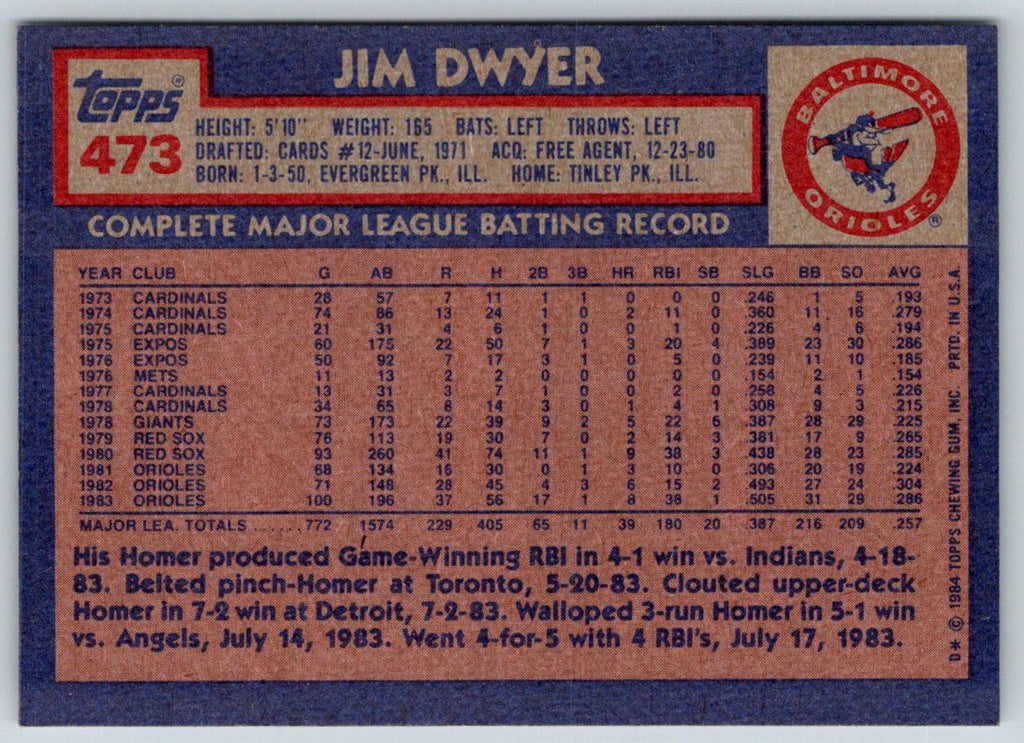 JIM DWYER
Topps®
473
HEIGHT: 5'10" WEIGHT: 165 BATS: LEFT THROWS: LEFT
DRAFTED: CARDS #12-JUNE, 1971 ACQ: FREE AGENT, 12-23-80
BORN: 1-3-50, EVERGREEN PK., ILL. HOME: TINLEY PK., ILL.
BALTIMORE
ORIOLES®
COMPLETE MAJOR LEAGUE BATTING RECORD
YEAR CLUB G AB R H 2B 3B HR RBI SB SLG BB SO AVG
1973 CARDINALS 28 57 7 11 1 1 0 0 0 .246 1 5 .193
1974 CARDINALS 74 86 13 24 1 0 2 11 0 .360 11 16 .279
1975 CARDINALS 21 31 4 6 1 0 0 1 0 .226 4 6 .194
1975 EXPOS 60 175 22 50 7 1 3 20 4 .389 23 30 .286
1976 EXPOS 50 92 7 17 3 1 0 5 0 .239 11 10 .185
1976 METS 11 13 2 2 0 0 0 0 0 .154 2 1 .154
1977 CARDINALS 13 31 3 7 1 0 0 2 0 .258 4 5 .226
1978 CARDINALS 34 65 8 14 3 0 1 4 1 .308 9 3 .215
1978 GIANTS 73 173 22 39 9 2 5 22 6 .387 28 29 .225
1979 RED SOX 76 113 19 30 7 0 2 14 3 .381 17 9 .265
1980 RED SOX 93 260 41 74 11 1 9 38 3 .438 28 23 .285
1981 ORIOLES 68 134 16 30 0 1 3 10 0 .306 20 19 .224
1982 ORIOLES 71 148 28 45 4 3 6 15 2 .493 27 24 .304
1983 ORIOLES 100 196 37 56 17 1 8 38 1 .505 31 29 .286
MAJOR LEA. TOTALS ...... 772 1574 229 405 65 11 39 180 20 .387 216 209 .257
His Homer produced Game-Winning RBI in 4-1 win vs. Indians, 4-18-
83. Belted pinch-Homer at Toronto, 5-20-83. Clouted upper-deck
Homer in 7-2 win at Detroit, 7-2-83. Walloped 3-run Homer in 5-1 win
vs. Angels, July 14, 1983. Went 4-for-5 with 4 RBI's, July 17, 1983.
D* © 1984 TOPPS CHEWING GUM, INC. PRTD. IN U.S.A.